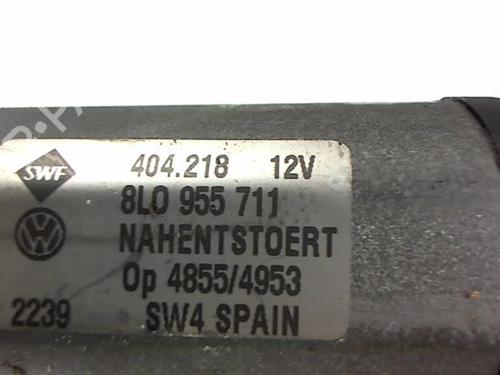 SWF 404.218 12V
8L0 955 711
NAHENTSTOERT
Op 4855/4953
2239 SW4 SPAIN